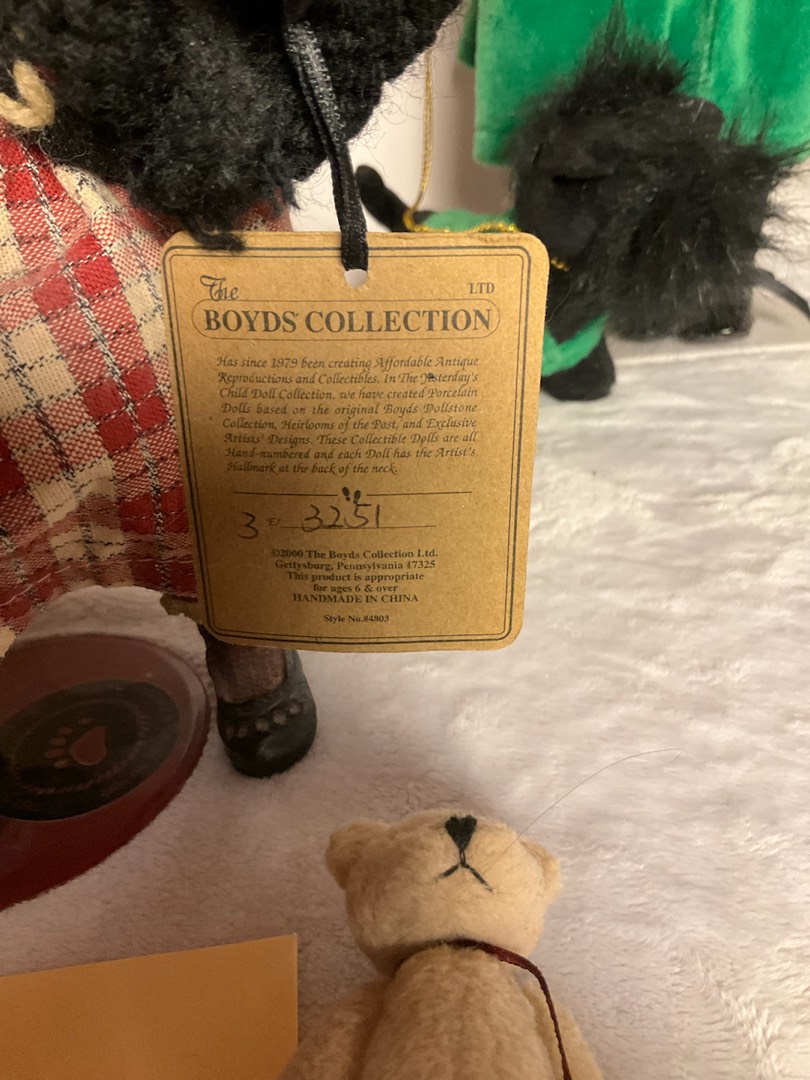 The
LTD
BOYDS COLLECTION
Has since 1979 been creating Affordable Antique
Reproductions and Collectibles. In The Yesterday's
Child Doll Collection, we have created Porcelain
Dolls based on the original Boyds Dollstone
Collection, Heirlooms of the Past, and Exclusive
Artists' Designs. These Collectible Dolls are all
Hand-numbered and each Doll has the Artist's
Hallmark at the back of the neck.
3 E/ 3251
©2000 The Boyds Collection Ltd.
Gettysburg, Pennsylvania 17325
This product is appropriate
for ages 6 & over
HANDMADE IN CHINA
Style No.#4803